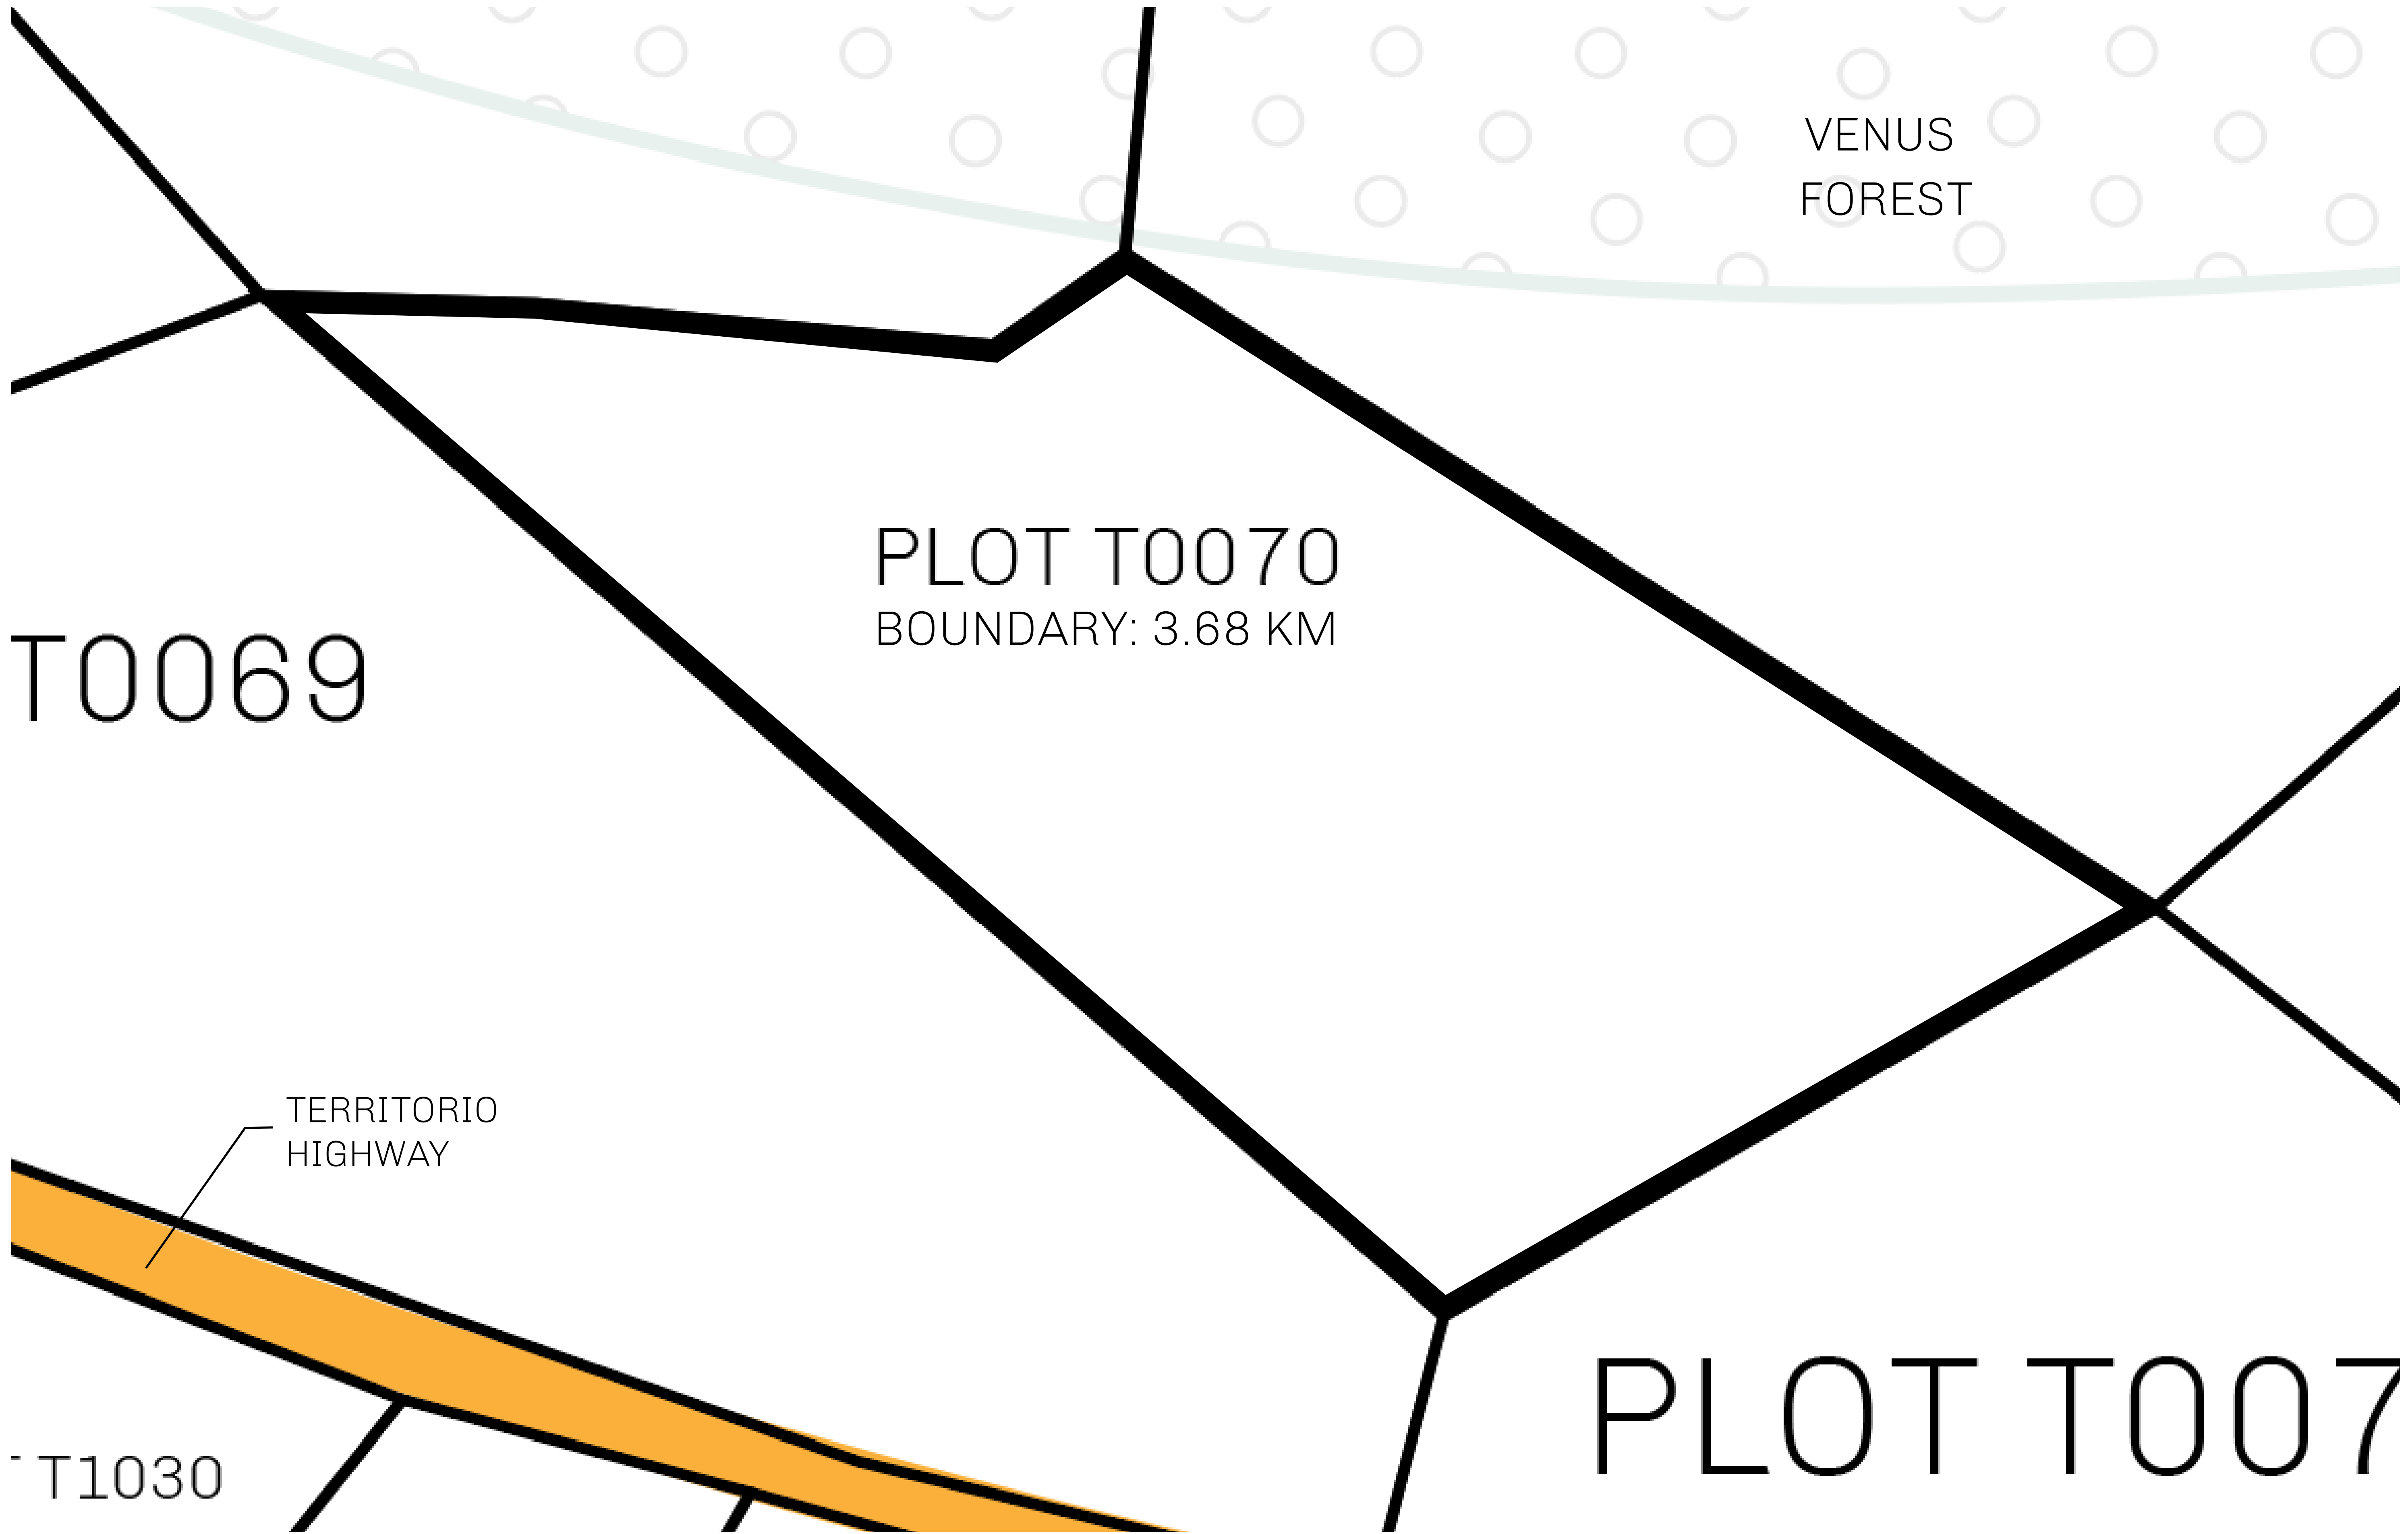 VENUS
FOREST
PLOT T0070
BOUNDARY: 3.68 KM
T0069
TERRITORIO
HIGHWAY
PLOT T007
T1030